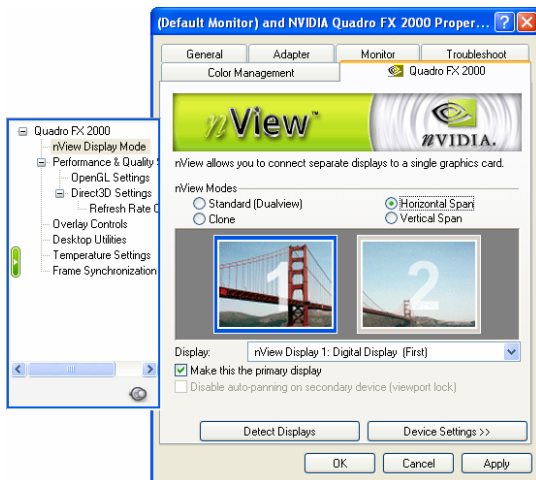 (Default Monitor) and NVIDIA Quadro FX 2000 Proper...
General Adapter Monitor Troubleshoot
Color Management Quadro FX 2000
nView™
NVIDIA.
nView allows you to connect separate displays to a single graphics card.
nView Modes
Standard (Dualview) Horizontal Span
Clone Vertical Span
1 2
Display: nView Display 1: Digital Display (First)
Make this the primary display
Disable auto-panning on secondary device (viewport lock)
Detect Displays Device Settings >>
OK Cancel Apply
Quadro FX 2000
nView Display Mode
Performance & Quality S
OpenGL Settings
Direct3D Settings
Refresh Rate C
Overlay Controls
Desktop Utilities
Temperature Settings
Frame Synchronization